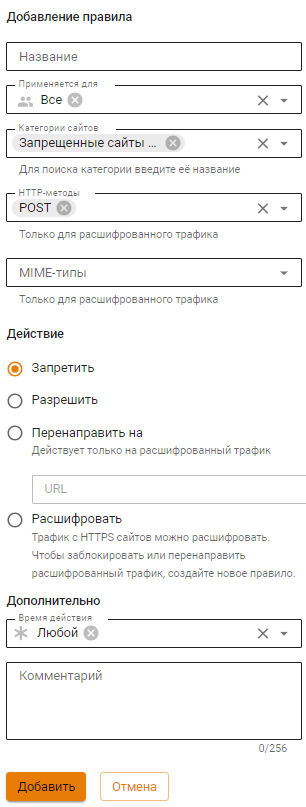 Добавление правила
Название
Применяется для
Все
Категории сайтов
Запрещенные сайты ...
Для поиска категории введите её название
HTTP-методы
POST
Только для расшифрованного трафика
MIME-типы
Только для расшифрованного трафика
Действие
Запретить
Разрешить
Перенаправить на
Действует только на расшифрованный трафик
URL
Расшифровать
Трафик с HTTPS сайтов можно расшифровать.
Чтобы заблокировать или перенаправить
расшифрованный трафик, создайте новое правило.
Дополнительно
Время действия
Любой
Комментарий
0/256
Добавить
Отмена